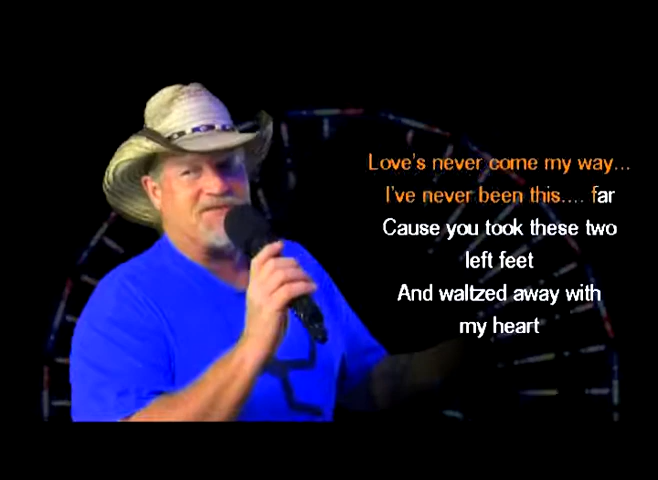 Love's never come my way...
I've never been this.... far
Cause you took these two
left feet
And waltzed away with
my heart